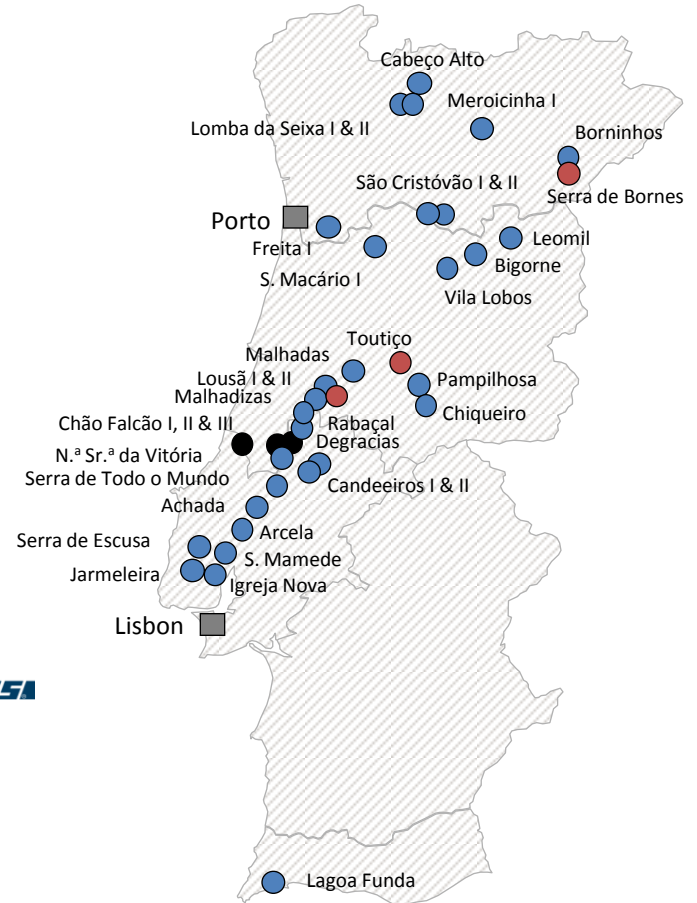 Cabeço Alto
Meroicinha I
Lomba da Seixa I & II
Borninhos
São Cristóvão I & II
Serra de Bornes
Porto
Leomil
Freita I
Bigorne
S. Macário I
Vila Lobos
Toutiço
Malhadas
Lousã I & II
Pampilhosa
Malhadizas
Chiqueiro
Chão Falcão I, II & III
Rabaçal
Degracias
N.ª Sr.ª da Vitória
Serra de Todo o Mundo
Candeeiros I & II
Achada
Arcela
Serra de Escusa
S. Mamede
Jarmeleira
Igreja Nova
Lisbon
Lagoa Funda